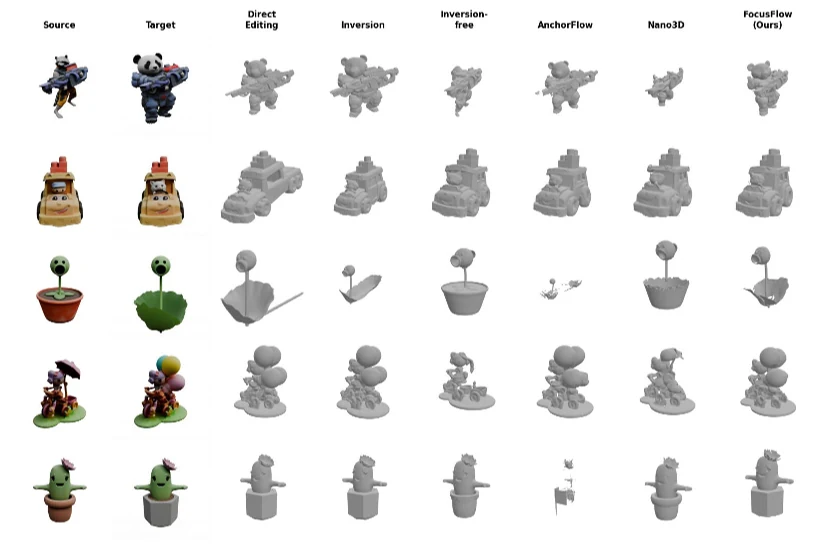 Source
Target
Direct
Editing
Inversion
Inversion-
free
AnchorFlow
Nano3D
FocusFlow
(Ours)